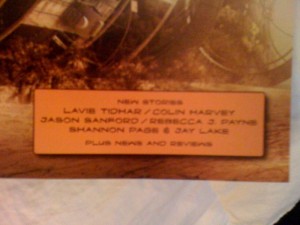 NEW STORIES
LAVIE TIDHAR / COLIN HARVEY
JASON SANFORD / REBECCA J. PAYNE
SHANNON PAGE & JAY LAKE
PLUS NEWS AND REVIEWS